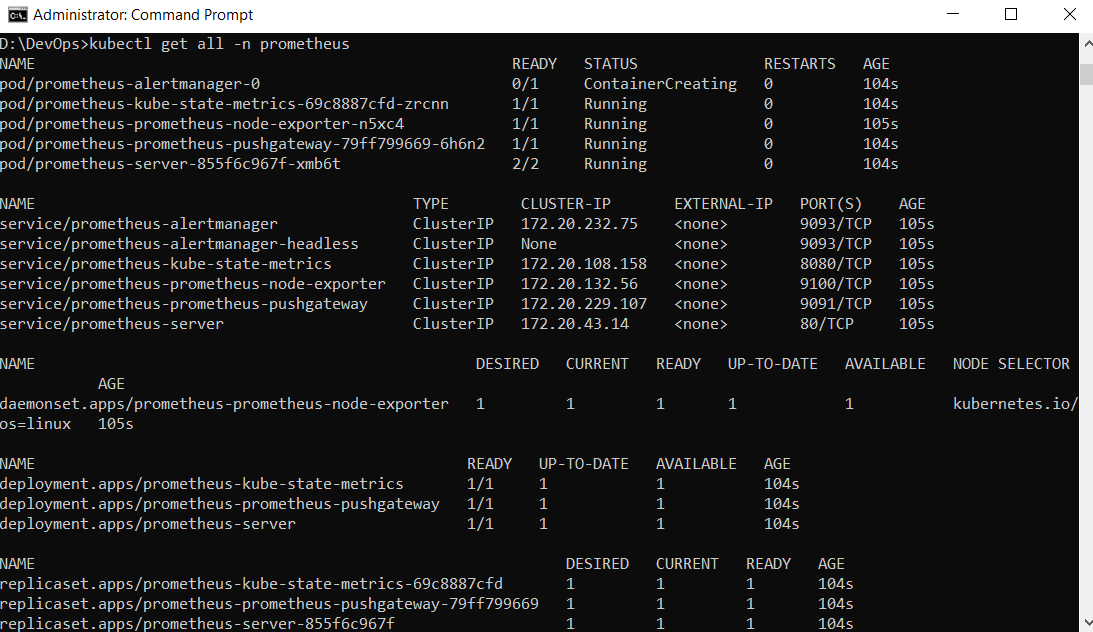 Administrator: Command Prompt
D:\DevOps>kubectl get all -n prometheus
NAME READY STATUS RESTARTS AGE
pod/prometheus-alertmanager-0 0/1 ContainerCreating 0 104s
pod/prometheus-kube-state-metrics-69c8887cfd-zrcnn 1/1 Running 0 104s
pod/prometheus-prometheus-node-exporter-n5xc4 1/1 Running 0 105s
pod/prometheus-prometheus-pushgateway-79ff799669-6h6n2 1/1 Running 0 104s
pod/prometheus-server-855f6c967f-xmb6t 2/2 Running 0 104s
NAME TYPE CLUSTER-IP EXTERNAL-IP PORT(S) AGE
service/prometheus-alertmanager ClusterIP 172.20.232.75 <none> 9093/TCP 105s
service/prometheus-alertmanager-headless ClusterIP None <none> 9093/TCP 105s
service/prometheus-kube-state-metrics ClusterIP 172.20.108.158 <none> 8080/TCP 105s
service/prometheus-prometheus-node-exporter ClusterIP 172.20.132.56 <none> 9100/TCP 105s
service/prometheus-prometheus-pushgateway ClusterIP 172.20.229.107 <none> 9091/TCP 105s
service/prometheus-server ClusterIP 172.20.43.14 <none> 80/TCP 105s
NAME DESIRED CURRENT READY UP-TO-DATE AVAILABLE NODE SELECTOR
AGE
daemonset.apps/prometheus-prometheus-node-exporter 1 1 1 1 1 kubernetes.io/
os=linux 105s
NAME READY UP-TO-DATE AVAILABLE AGE
deployment.apps/prometheus-kube-state-metrics 1/1 1 1 104s
deployment.apps/prometheus-prometheus-pushgateway 1/1 1 1 104s
deployment.apps/prometheus-server 1/1 1 1 104s
NAME DESIRED CURRENT READY AGE
replicaset.apps/prometheus-kube-state-metrics-69c8887cfd 1 1 1 104s
replicaset.apps/prometheus-prometheus-pushgateway-79ff799669 1 1 1 104s
replicaset.apps/prometheus-server-855f6c967f 1 1 1 104s